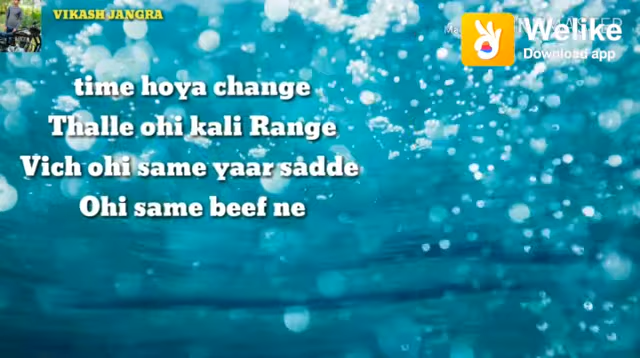 VIKASH JANGRA
Welike
Download app
time hoya change
Thalle ohi kali Range
Vich ohi same yaar sadde
Ohi same beef ne